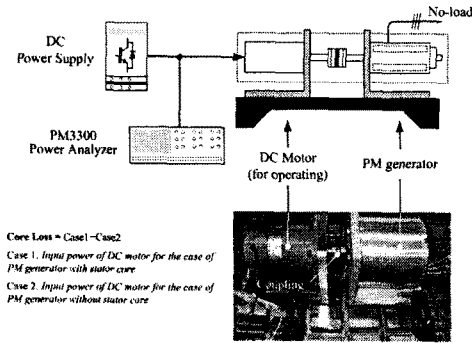 No-load
DC
Power Supply
PM3300
Power Analyzer
DC Motor
(for operating)
PM generator
Coupling
Core Loss = Case1−Case2
Case 1. Input power of DC motor for the case of
PM generator with stator core
Case 2. Input power of DC motor for the case of
PM generator without stator core